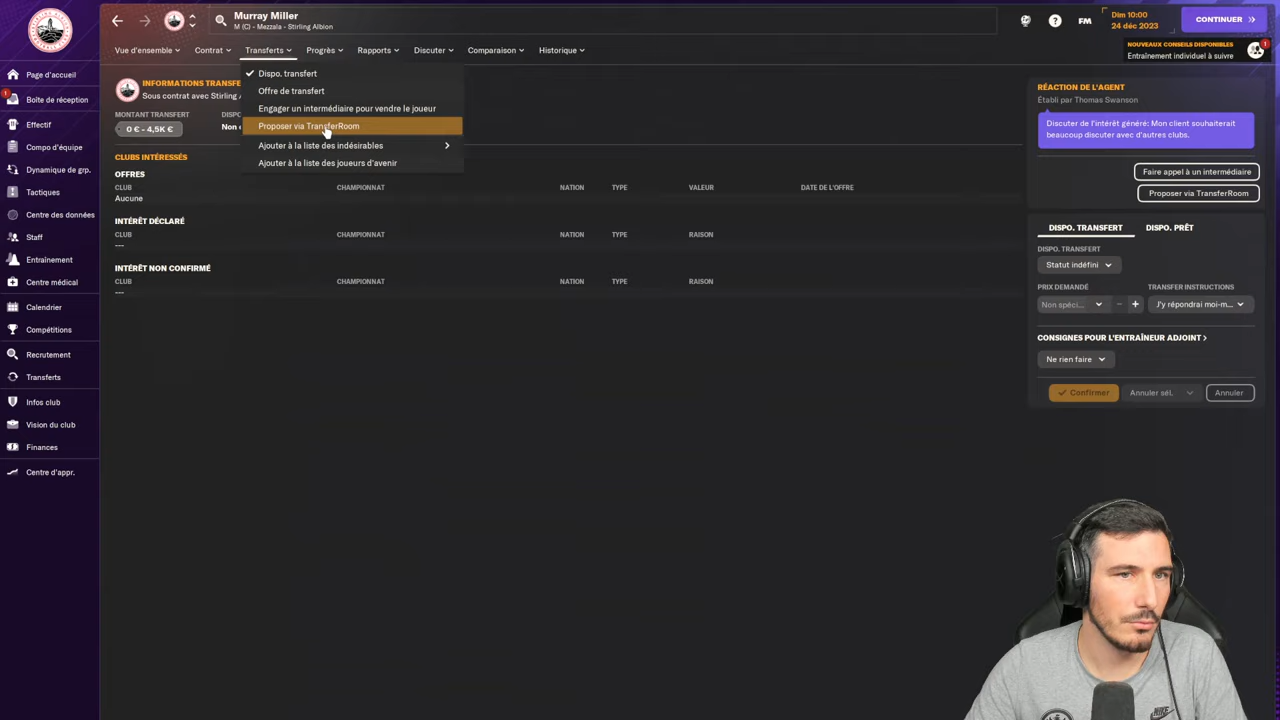 Murray Miller
M (C) - Mezzala - Stirling Albion
Dim 10:00
24 déc 2023
CONTINUER
FM
Vue d'ensemble
Contrat
Transferts
Progrès
Rapports
Discuter
Comparaison
Historique
NOUVEAUX CONSEILS DISPONIBLES
Entraînement individuel à suivre
1
Page d'accueil
1
Boîte de réception
Effectif
Compo d'équipe
Dynamique de grp.
Tactiques
Centre des données
Staff
Entraînement
Centre médical
Calendrier
Compétitions
Recrutement
Transferts
Infos club
Vision du club
Finances
Centre d'appr.
INFORMATIONS TRANSFE
Sous contrat avec Stirling
MONTANT TRANSFERT
0 € - 4,5K €
Dispo. transfert
Offre de transfert
Engager un intermédiaire pour vendre le joueur
Proposer via TransferRoom
Ajouter à la liste des indésirables
Ajouter à la liste des joueurs d'avenir
CLUBS INTÉRESSÉS
OFFRES
CLUB CHAMPIONNAT NATION TYPE VALEUR DATE DE L'OFFRE
Aucune
INTÉRÊT DÉCLARÉ
CLUB CHAMPIONNAT NATION TYPE RAISON
---
INTÉRÊT NON CONFIRMÉ
CLUB CHAMPIONNAT NATION TYPE RAISON
---
RÉACTION DE L'AGENT
Établi par Thomas Swanson
Discuter de l'intérêt généré: Mon client souhaiterait
beaucoup discuter avec d'autres clubs.
Faire appel à un intermédiaire
Proposer via TransferRoom
DISPO. TRANSFERT DISPO. PRÊT
DISPO. TRANSFERT
Statut indéfini
PRIX DEMANDÉ TRANSFER INSTRUCTIONS
Non spéci... J'y répondrai moi-m...
CONSIGNES POUR L'ENTRAÎNEUR ADJOINT
Ne rien faire
Confirmer Annuler sél. Annuler